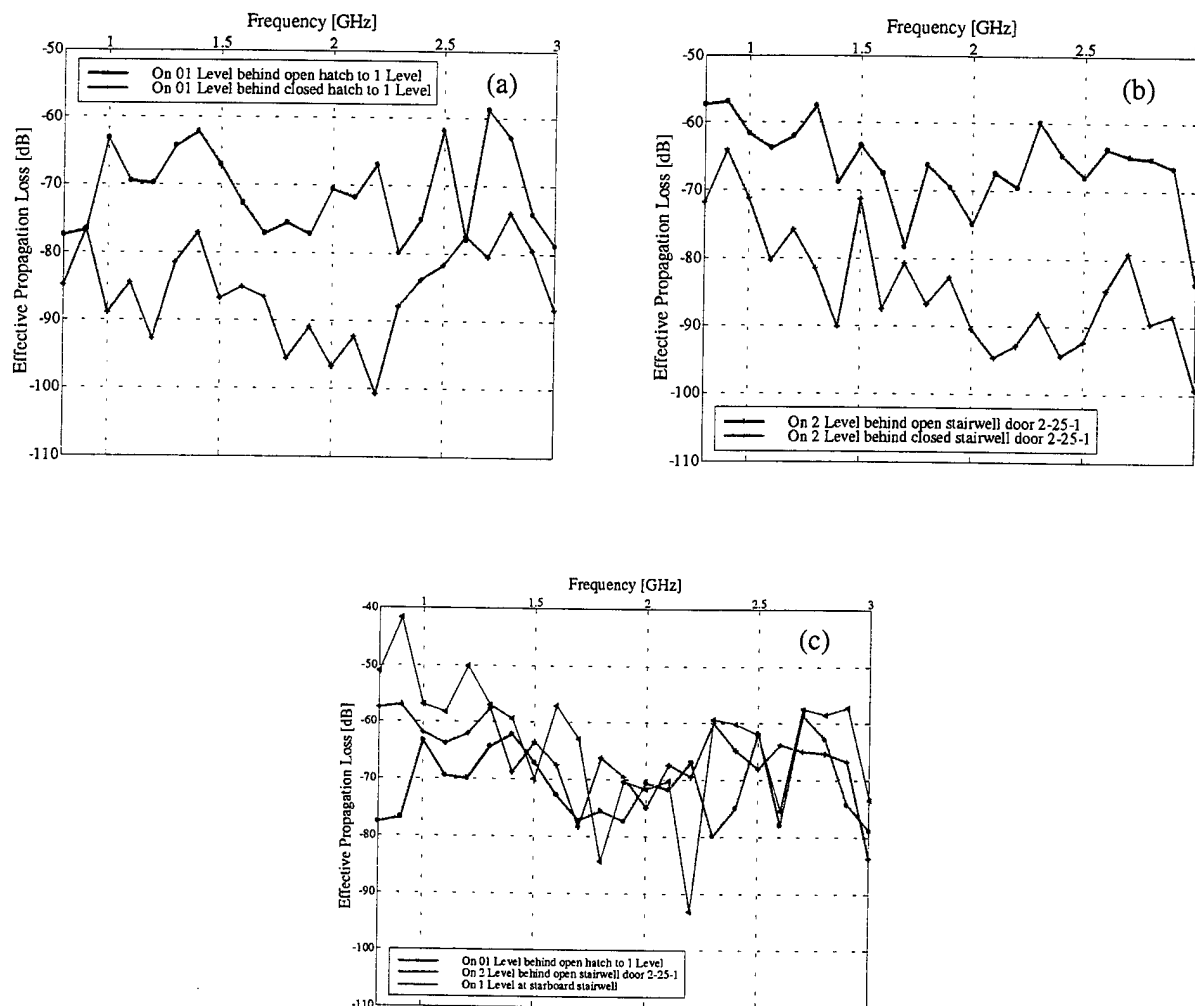 Frequency [GHz]
1 1.5 2 2.5 3
-50
-60
-70
-80
-90
-100
-110
Effective Propagation Loss [dB]
On 01 Level behind open hatch to 1 Level
On 01 Level behind closed hatch to 1 Level
(a)
Frequency [GHz]
1 1.5 2 2.5
-50
-60
-70
-80
-90
-100
-110
Effective Propagation Loss [dB]
(b)
On 2 Level behind open stairwell door 2-25-1
On 2 Level behind closed stairwell door 2-25-1
Frequency [GHz]
1 1.5 2 2.5 3
-40
-50
-60
-70
-80
-90
-100
-110
Effective Propagation Loss [dB]
(c)
On 01 Level behind open hatch to 1 Level
On 2 Level behind open stairwell door 2-25-1
On 1 Level at starboard stairwell